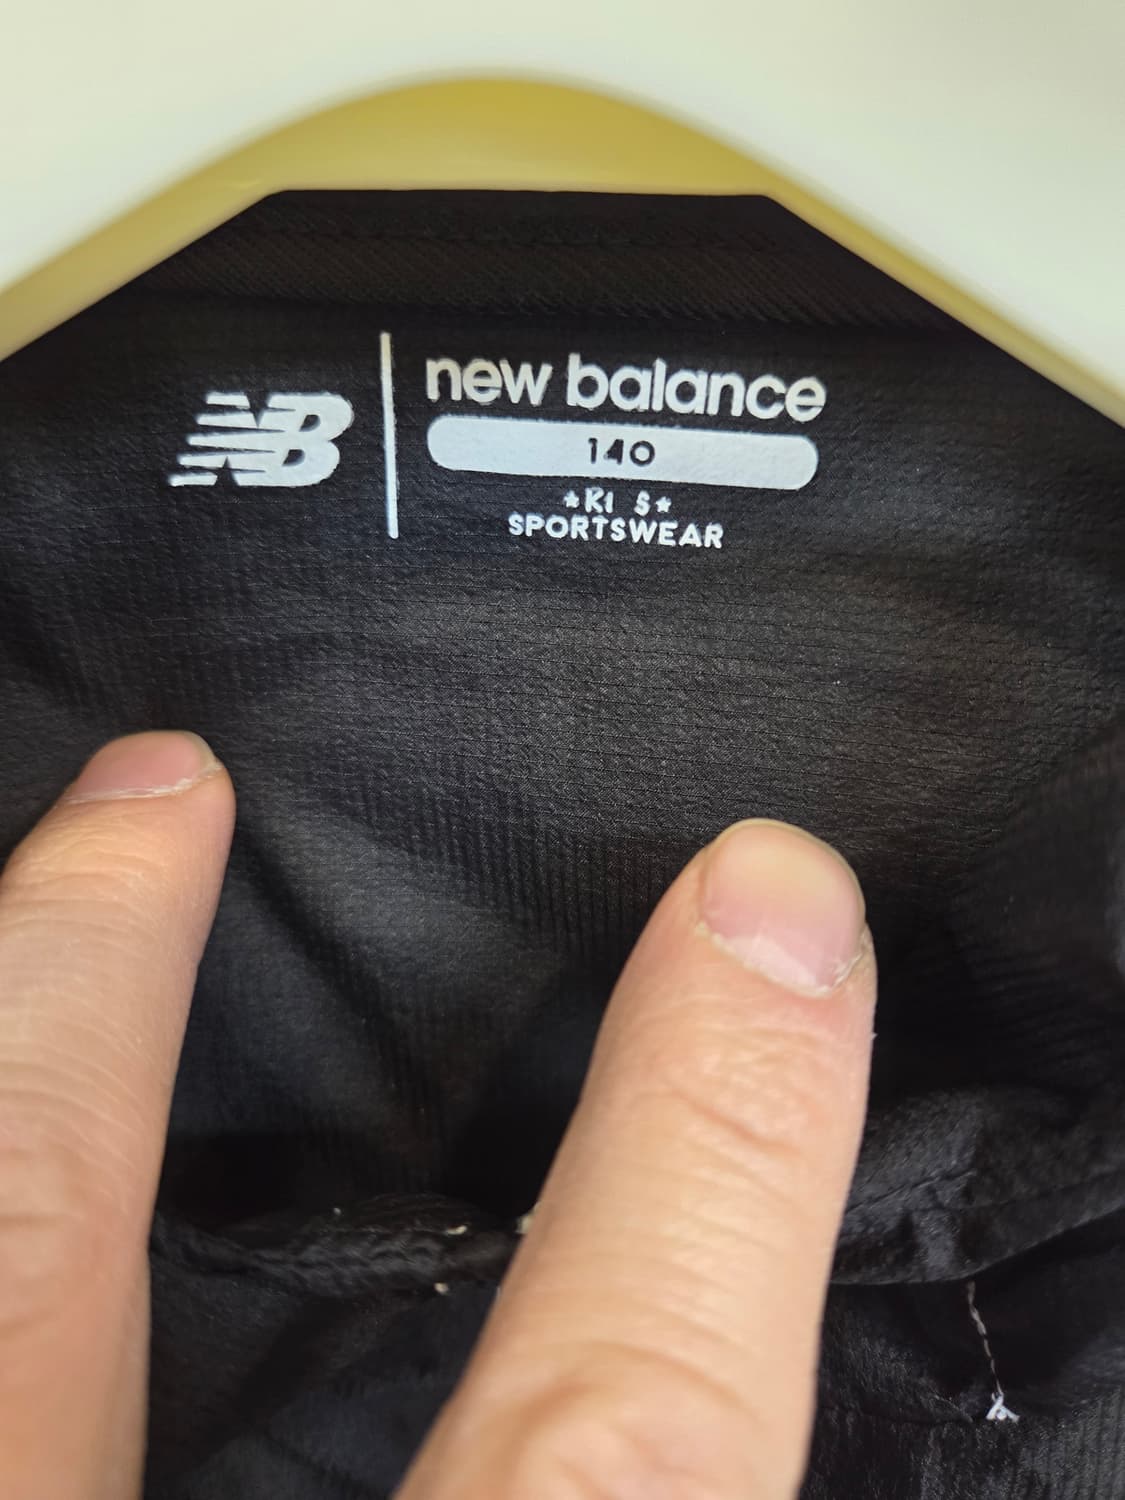 NB
new balance
140
★KI S★
SPORTSWEAR